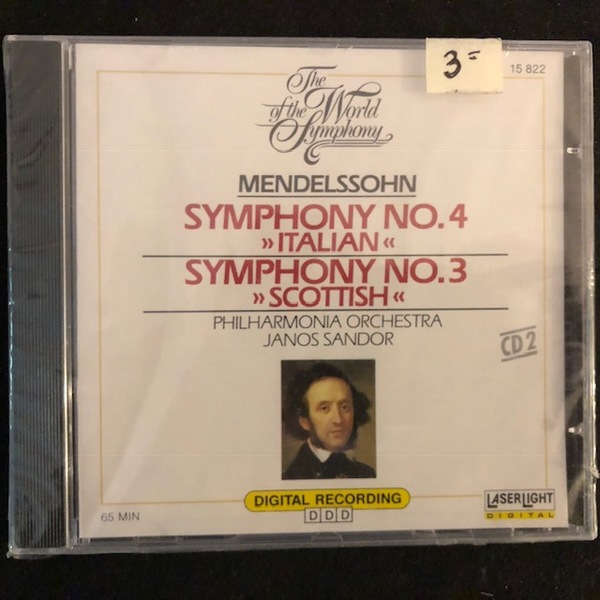 3=
15 822
The
of the World
Symphony
MENDELSSOHN
SYMPHONY NO. 4
»ITALIAN«
SYMPHONY NO. 3
»SCOTTISH«
PHILHARMONIA ORCHESTRA
JANOS SANDOR
CD 2
DIGITAL RECORDING
DDD
65 MIN
LASERLIGHT
DIGITAL